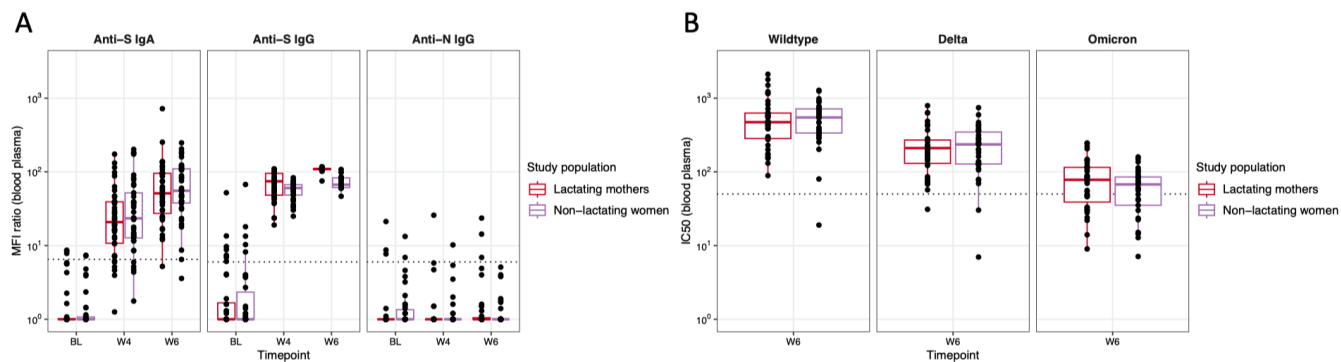 A
Anti–S IgA
Anti–S IgG
Anti–N IgG
MFI ratio (blood plasma)
10³
10²
10¹
10⁰
BL
W4
W6
BL
W4
W6
BL
W4
W6
Timepoint
Study population
Lactating mothers
Non–lactating women
B
Wildtype
Delta
Omicron
IC50 (blood plasma)
10³
10²
10¹
10⁰
W6
W6
W6
Timepoint
Study population
Lactating mothers
Non–lactating women